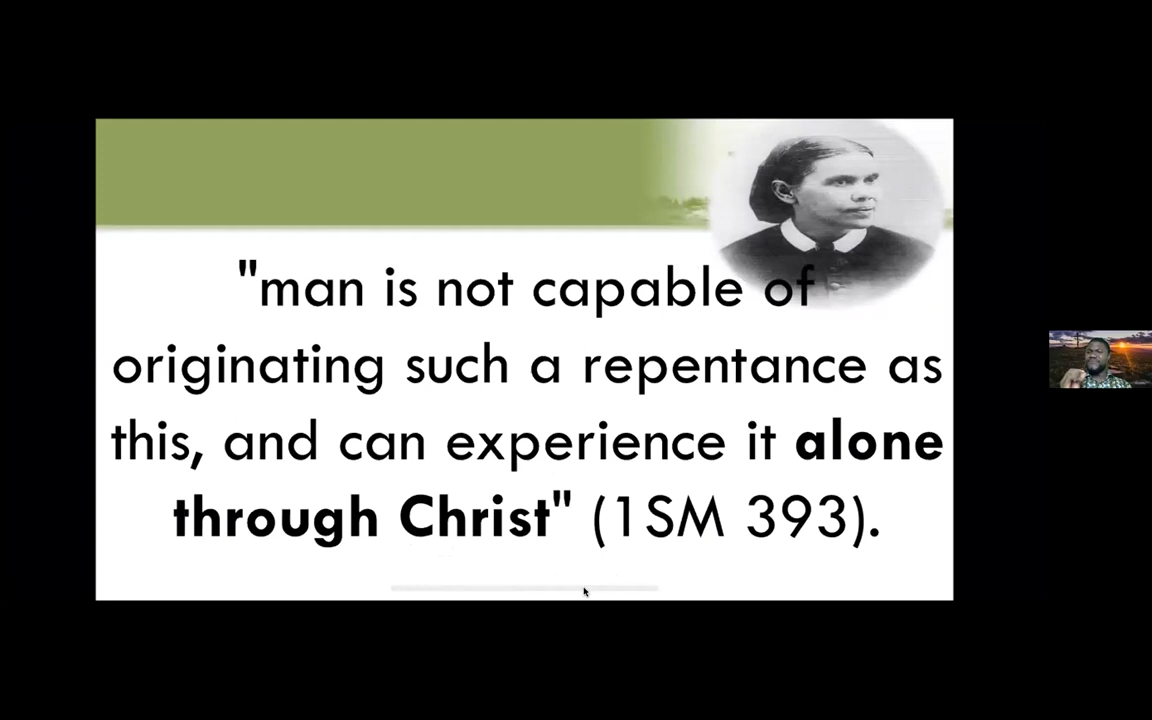 "man is not capable of
originating such a repentance as
this, and can experience it alone
through Christ" (1SM 393).